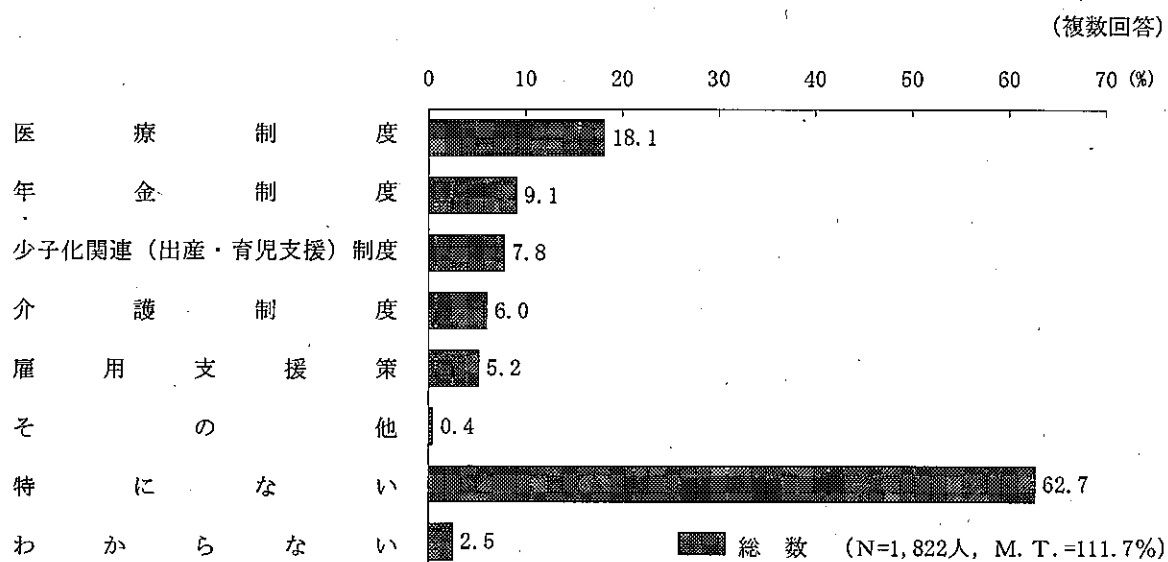 (複数回答)
0 10 20 30 40 50 60 70 (%)
医療制度 18.1
年金制度 9.1
少子化関連(出産・育児支援)制度 7.8
介護制度 6.0
雇用支援策 5.2
その他 0.4
特にない 62.7
わからない 2.5
総数 (N=1,822人, M.T.=111.7%)